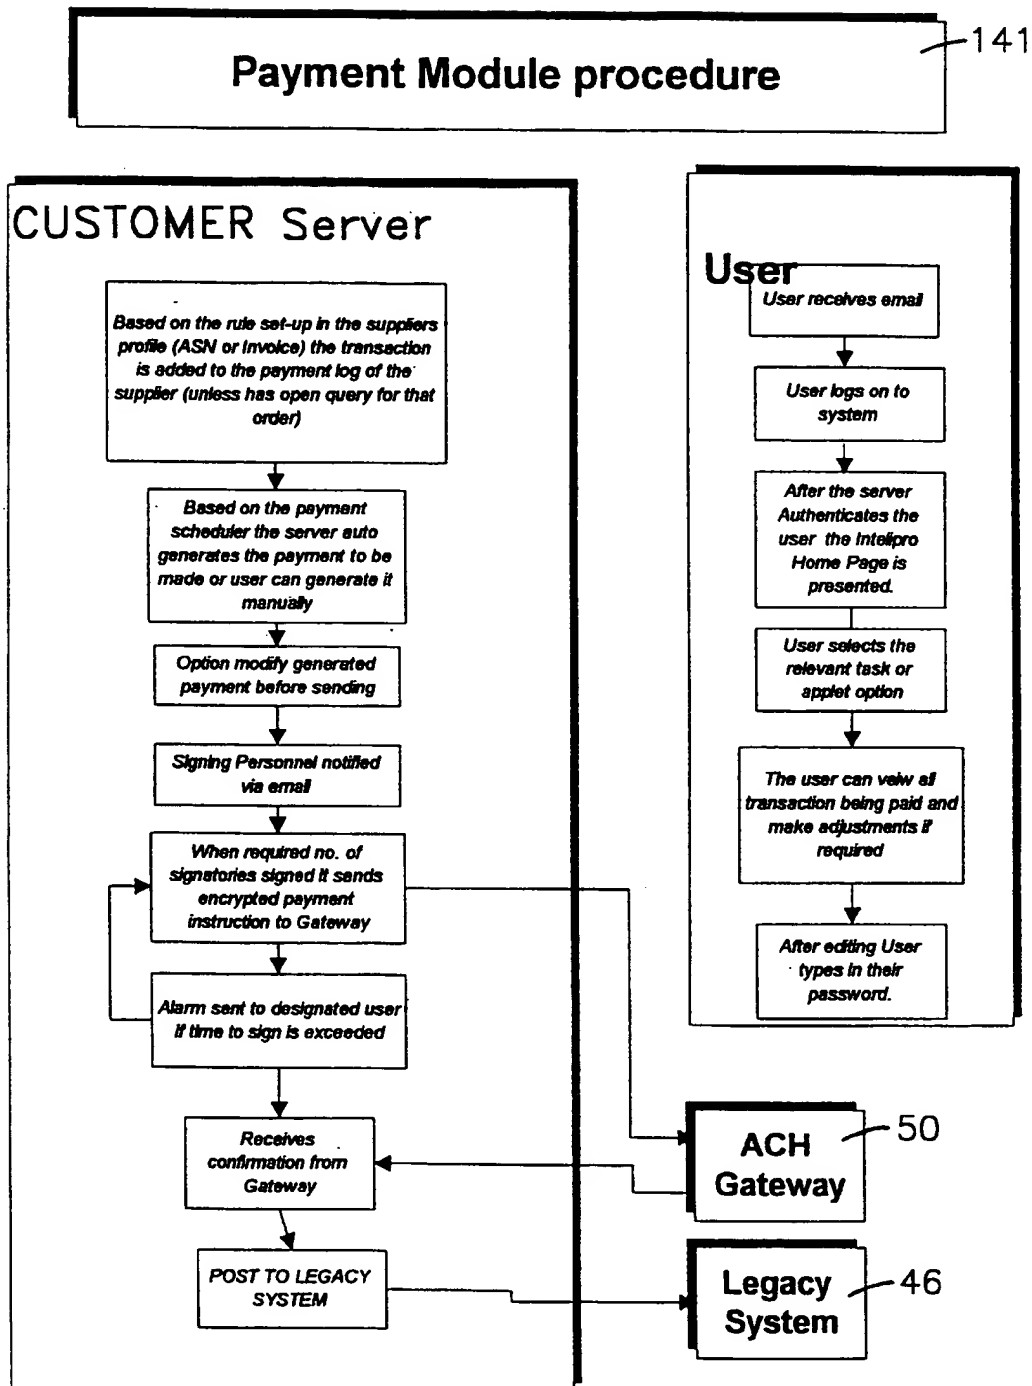 141
Payment Module procedure
CUSTOMER Server
Based on the rule set-up in the suppliers
profile (ASN or Invoice) the transaction
is added to the payment log of the
supplier (unless has open query for that
order)
Based on the payment
scheduler the server auto
generates the payment to be
made or user can generate it
manually
Option modify generated
payment before sending
Signing Personnel notified
via email
When required no. of
signatories signed it sends
encrypted payment
instruction to Gateway
Alarm sent to designated user
if time to sign is exceeded
Receives
confirmation from
Gateway
POST TO LEGACY
SYSTEM
User
User receives email
User logs on to
system
After the server
Authenticates the
user the Intelipro
Home Page is
presented.
User selects the
relevant task or
applet option
The user can veiw all
transaction being paid and
make adjustments if
required
After editing User
types in their
password.
ACH
Gateway
50
Legacy
System
46